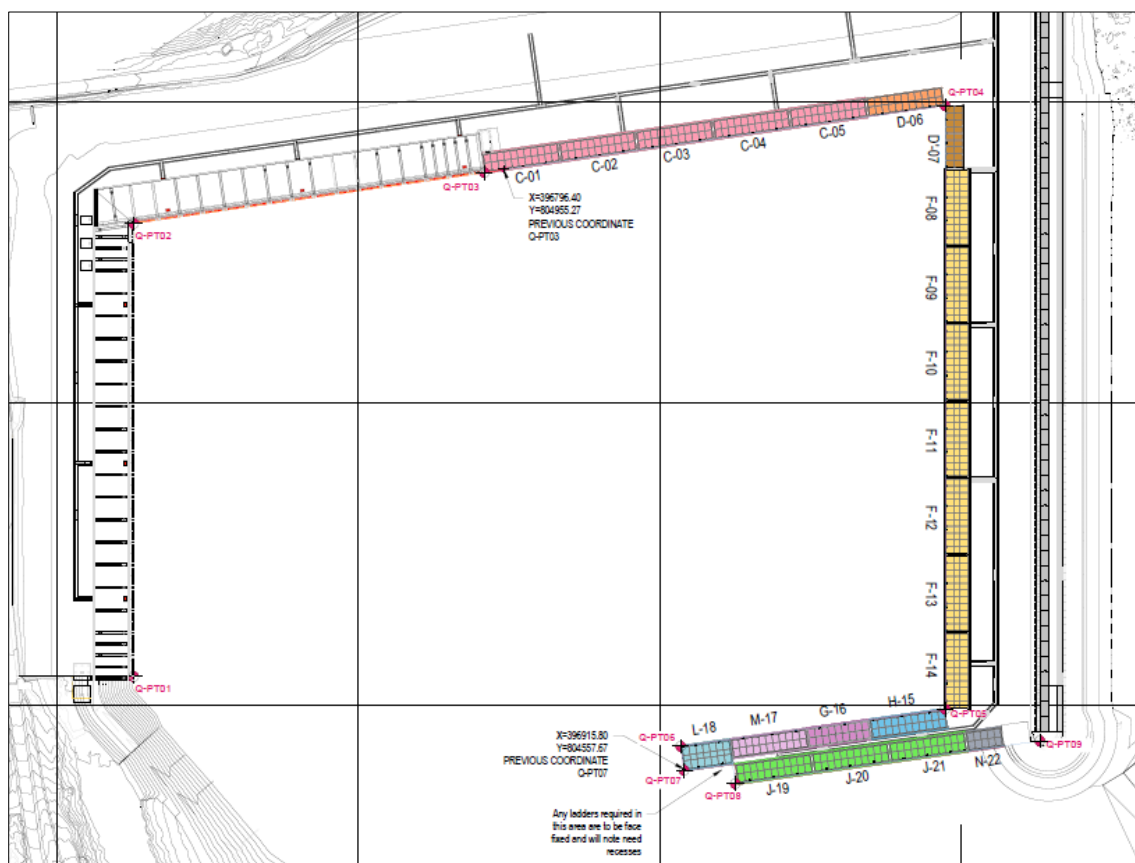 Q-PT04
D-06
C-05
C-04
C-03
C-02
C-01
Q-PT03
D'-07
X=396796.40
Y=804955.27
PREVIOUS COORDINATE
Q-PT03
Q-PT02
F-08
F-09
F-10
F-11
F-12
F-13
F-14
Q-PT01
Q-PT05
H-15
G-16
M-17
L-18
X=396915.80
Y=804557.67
PREVIOUS COORDINATE
Q-PT07
Q-PT06
Q-PT07
Q-PT08
J-19
J-20
J-21
N-22
Q-PT09
Any ladders required in
this area are to be face
fixed and will note need
recesses